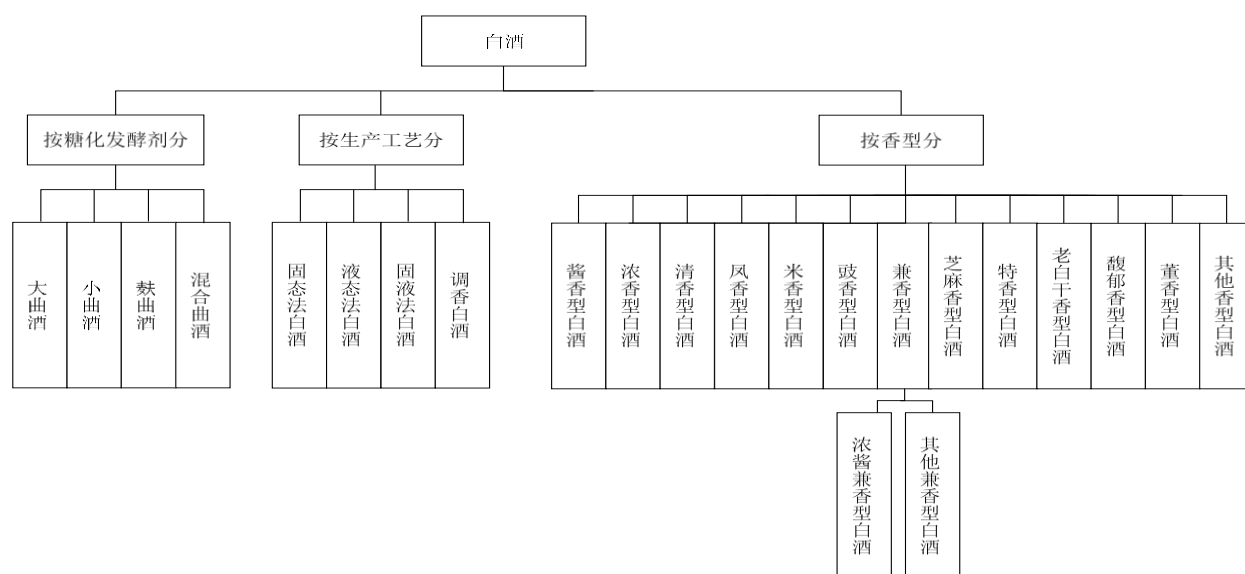 白酒
按糖化发酵剂分
按生产工艺分
按香型分
大曲酒
小曲酒
麸曲酒
混合曲酒
固态法白酒
液态法白酒
固液法白酒
调香白酒
酱香型白酒
浓香型白酒
清香型白酒
凤香型白酒
米香型白酒
豉香型白酒
兼香型白酒
芝麻香型白酒
特香型白酒
老白干香型白酒
馥郁香型白酒
董香型白酒
其他香型白酒
浓酱兼香型白酒
其他兼香型白酒